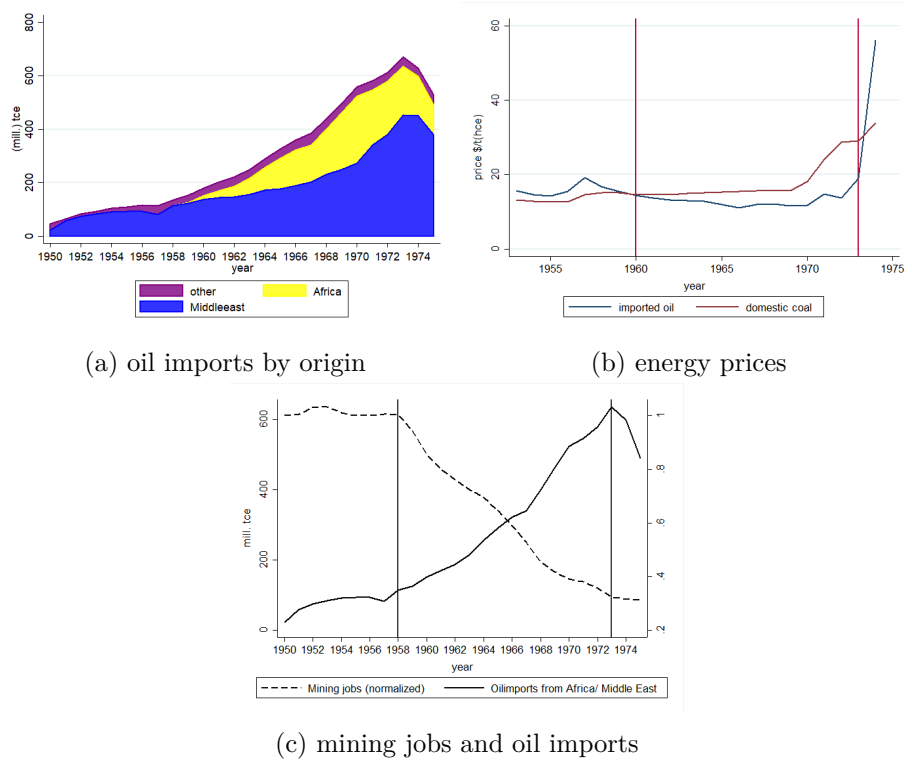 (mill.) tce
800
600
400
200
0
1950 1952 1954 1956 1958 1960 1962 1964 1966 1968 1970 1972 1974
year
other Africa
Middleeast
(a) oil imports by origin
price $/t(hce)
60
40
20
0
1955 1960 1965 1970 1975
year
imported oil domestic coal
(b) energy prices
mill. tce
600
400
200
0
1
.8
.6
.4
.2
1950 1952 1954 1956 1958 1960 1962 1964 1966 1968 1970 1972 1974
year
Mining jobs (normalized) Oilimports from Africa/ Middle East
(c) mining jobs and oil imports